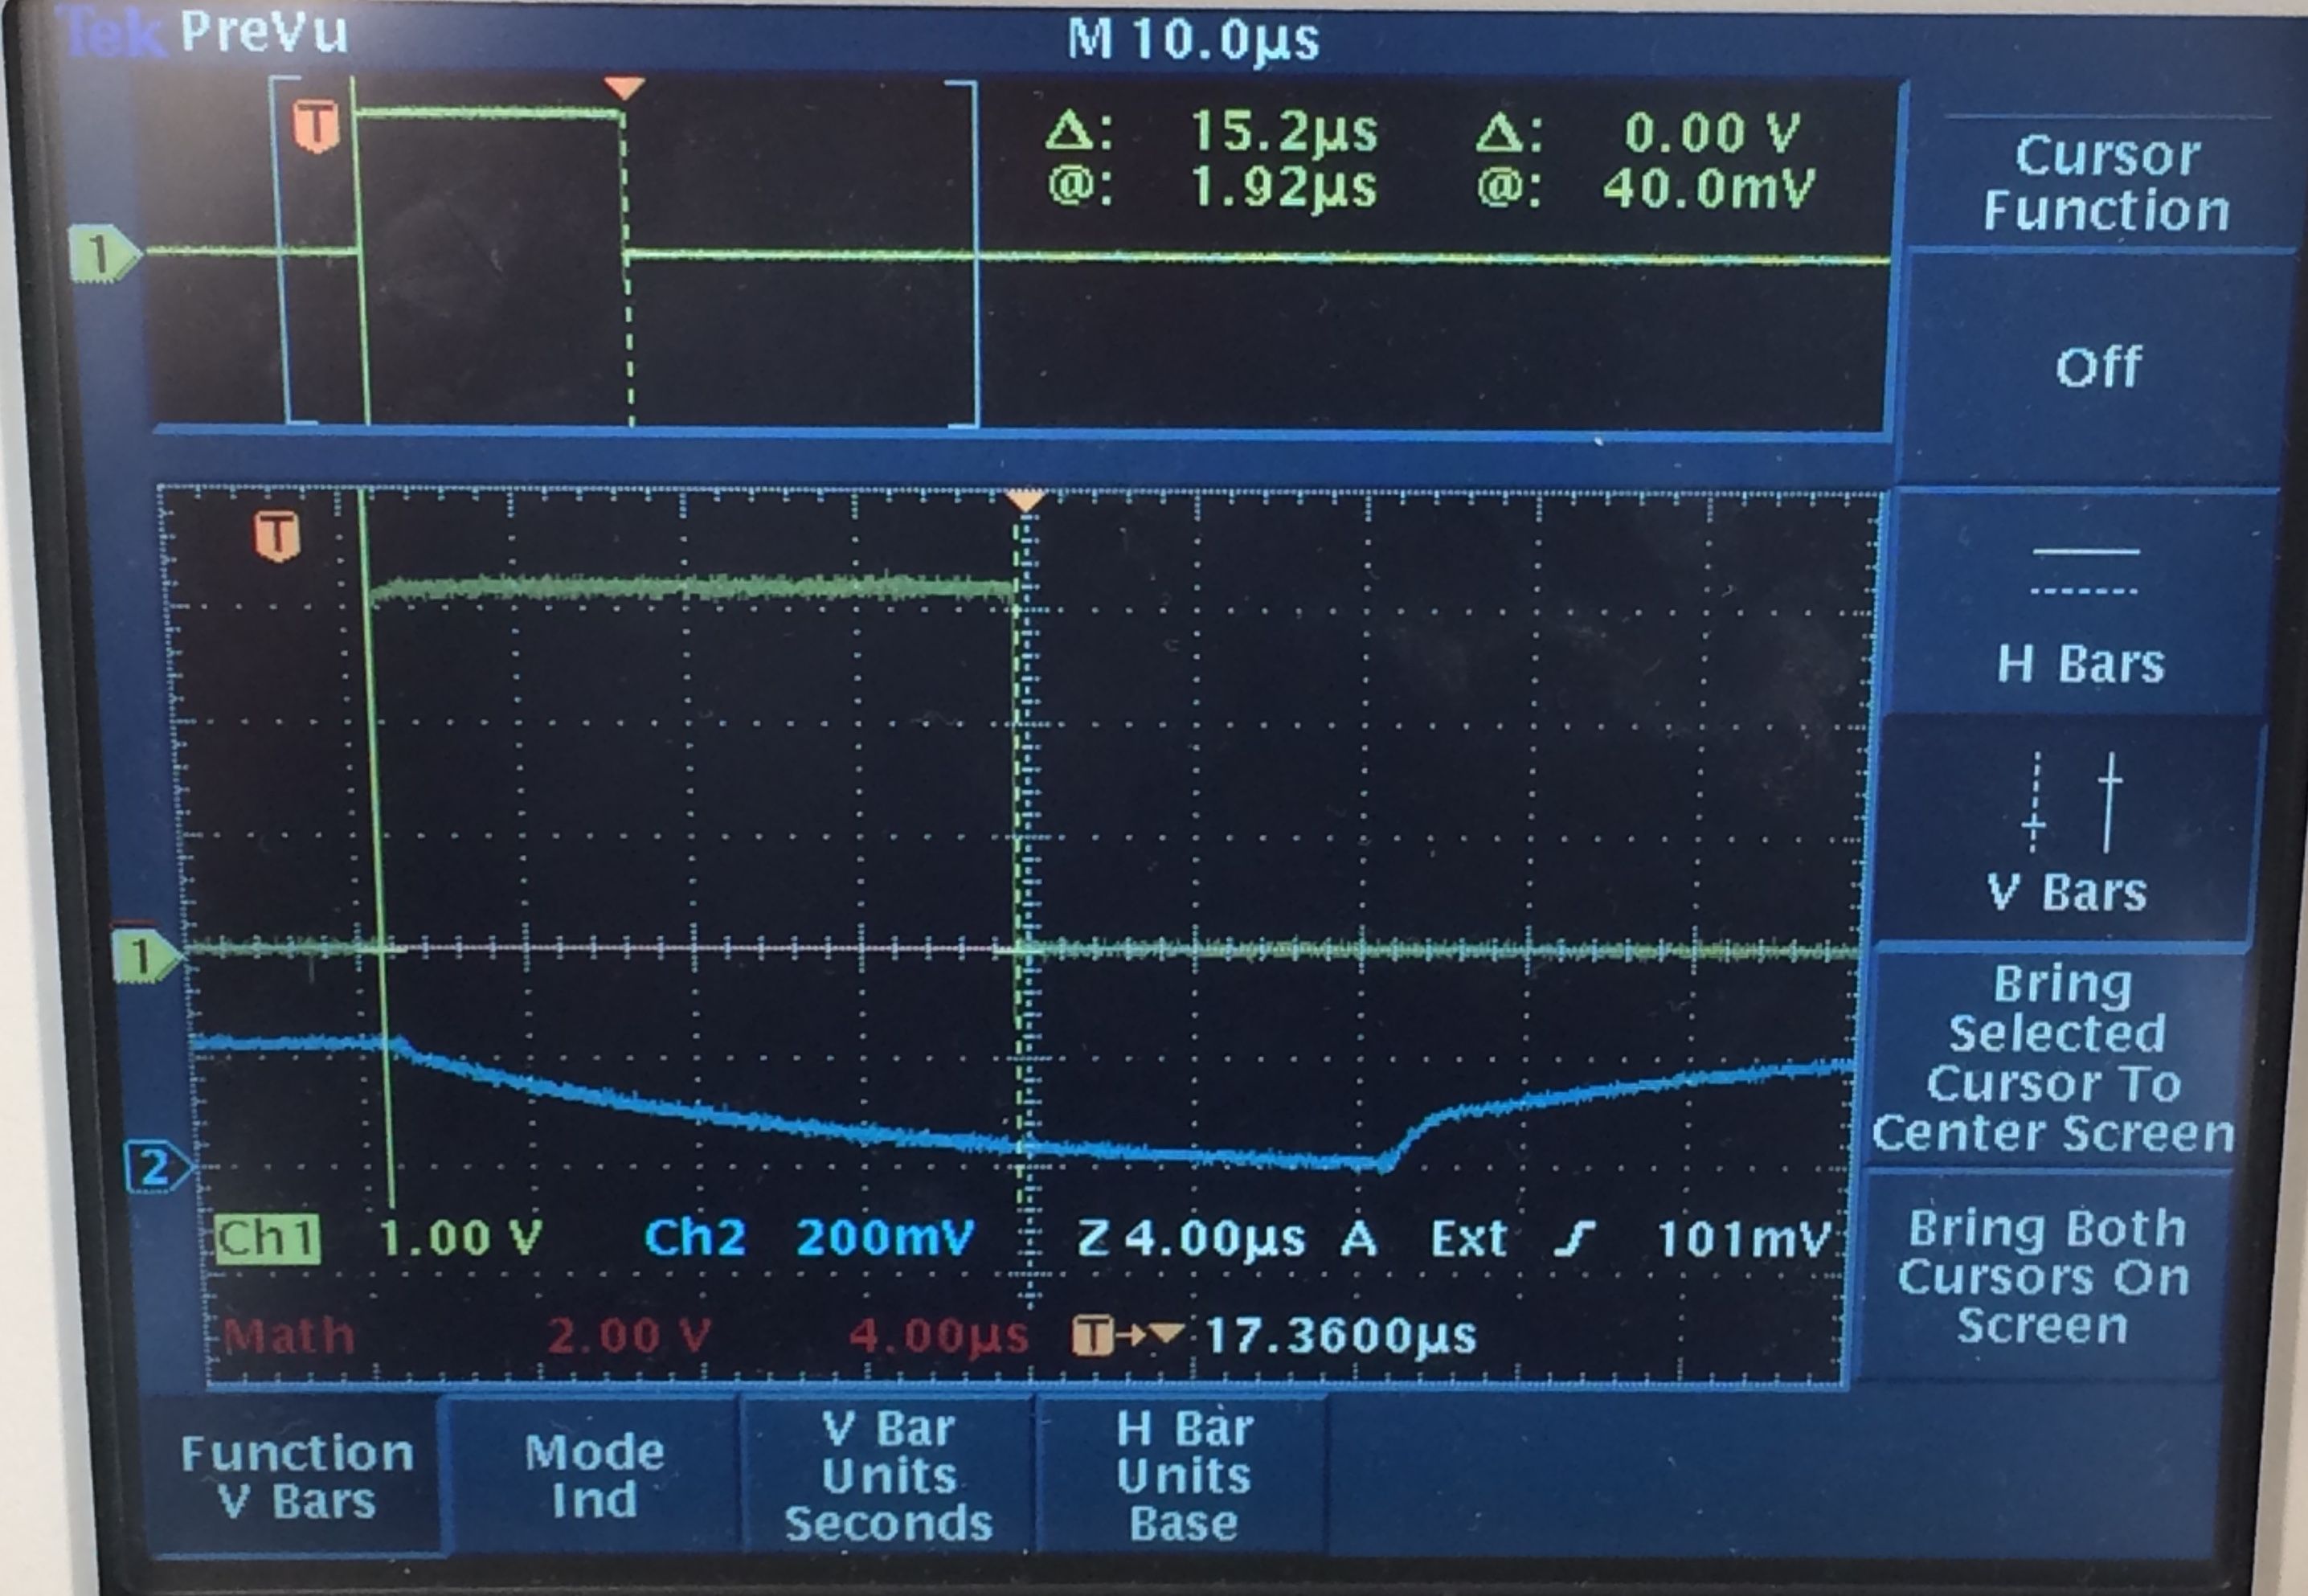 Tek PreVu M 10.0µs
T
Δ: 15.2µs Δ: 0.00 V
@: 1.92µs @: 40.0mV
1
Cursor
Function
Off
T
H Bars
V Bars
1
Bring
Selected
Cursor To
Center Screen
2
Ch1 1.00 V Ch2 200mV Z 4.00µs A Ext 101mV
Math 2.00 V 4.00µs T→▼ 17.3600µs
Bring Both
Cursors On
Screen
Function
V Bars
Mode
Ind
V Bar
Units
Seconds
H Bar
Units
Base